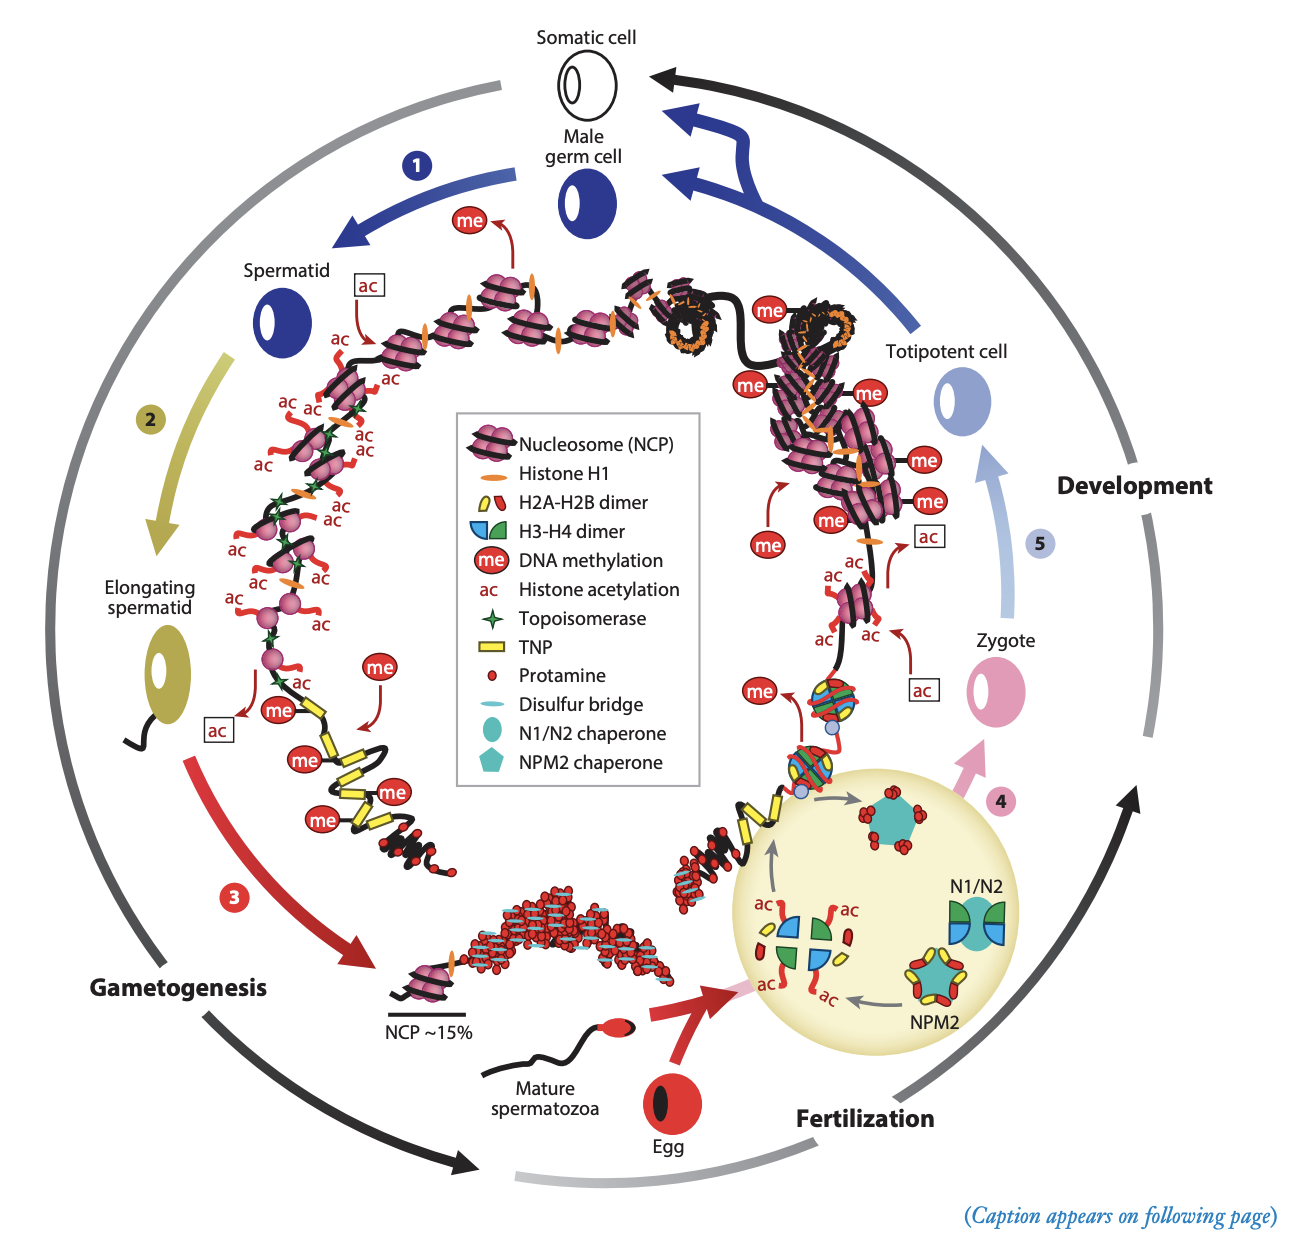 Somatic cell
Male
germ cell
1
me
Spermatid
ac
ac
ac
ac
ac
ac
ac
ac
2
ac
ac
ac
ac
ac
ac
ac
ac
Elongating
spermatid
me
me
ac
me
me
me
3
Nucleosome (NCP)
Histone H1
H2A-H2B dimer
H3-H4 dimer
me DNA methylation
ac Histone acetylation
Topoisomerase
TNP
Protamine
Disulfur bridge
N1/N2 chaperone
NPM2 chaperone
me
me
me
me
me
me
me
ac
ac
ac
ac
ac
ac
me
Totipotent cell
Development
5
Zygote
4
N1/N2
ac
ac
ac
ac
NPM2
Gametogenesis
NCP ~15%
Mature
spermatozoa
Egg
Fertilization
(Caption appears on following page)